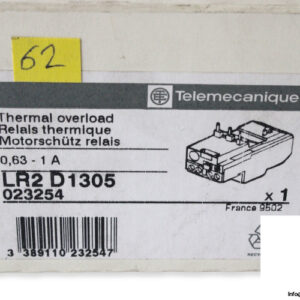 62
Telemecanique
Thermal overload
Relais thermique
Motorschütz relais
0,63 - 1 A
LR2 D1305
023254
x 1
France 9502
3 389110 232547